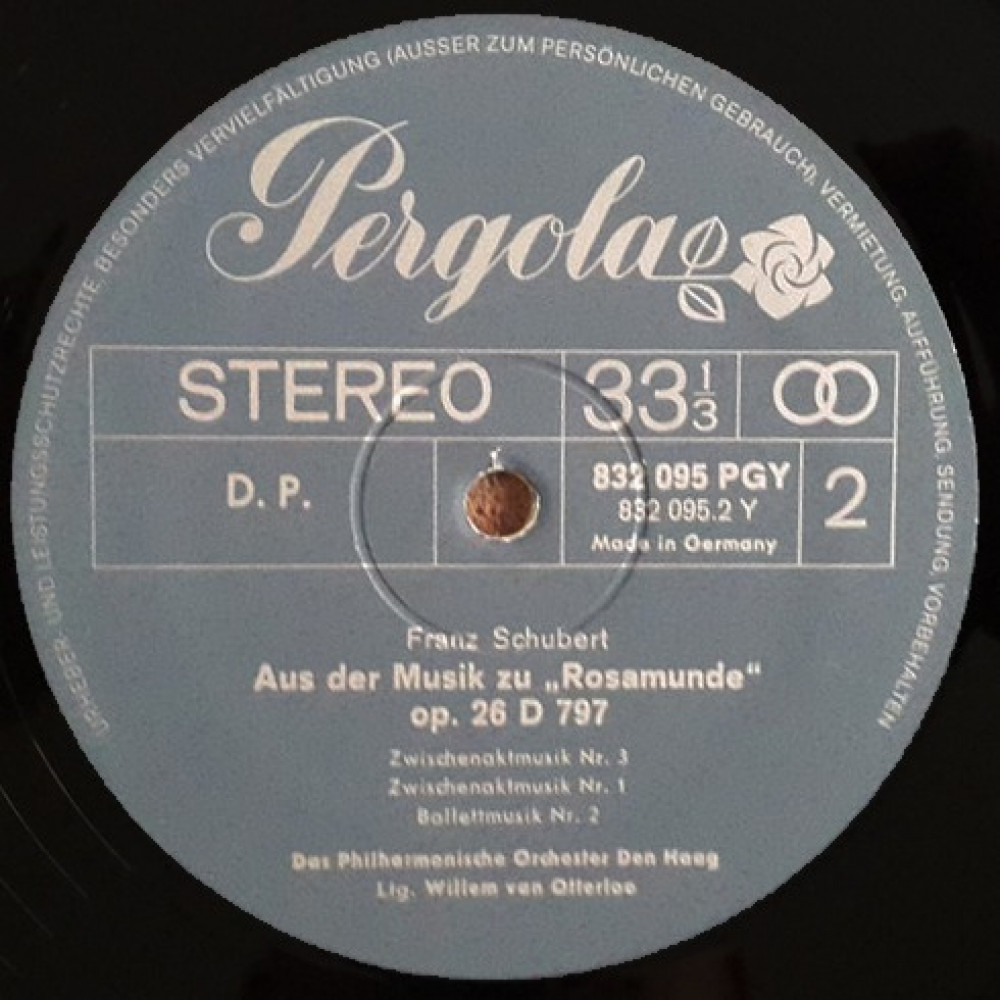 URHEBER- UND LEISTUNGSSCHUTZRECHTE, BESONDERS VERVIELFÄLTIGUNG (AUSSER ZUM PERSÖNLICHEN GEBRAUCH), VERMIETUNG, AUFFÜHRUNG, SENDUNG, VORBEHALTEN
Pergola
STEREO 33 1/3
D. P. 832 095 PGY 2
832 095.2 Y
Made in Germany
Franz Schubert
Aus der Musik zu „Rosamunde“
op. 26 D 797
Zwischenaktmusik Nr. 3
Zwischenaktmusik Nr. 1
Ballettmusik Nr. 2
Das Philharmonische Orchester Den Haag
Ltg. Willem van Otterloo